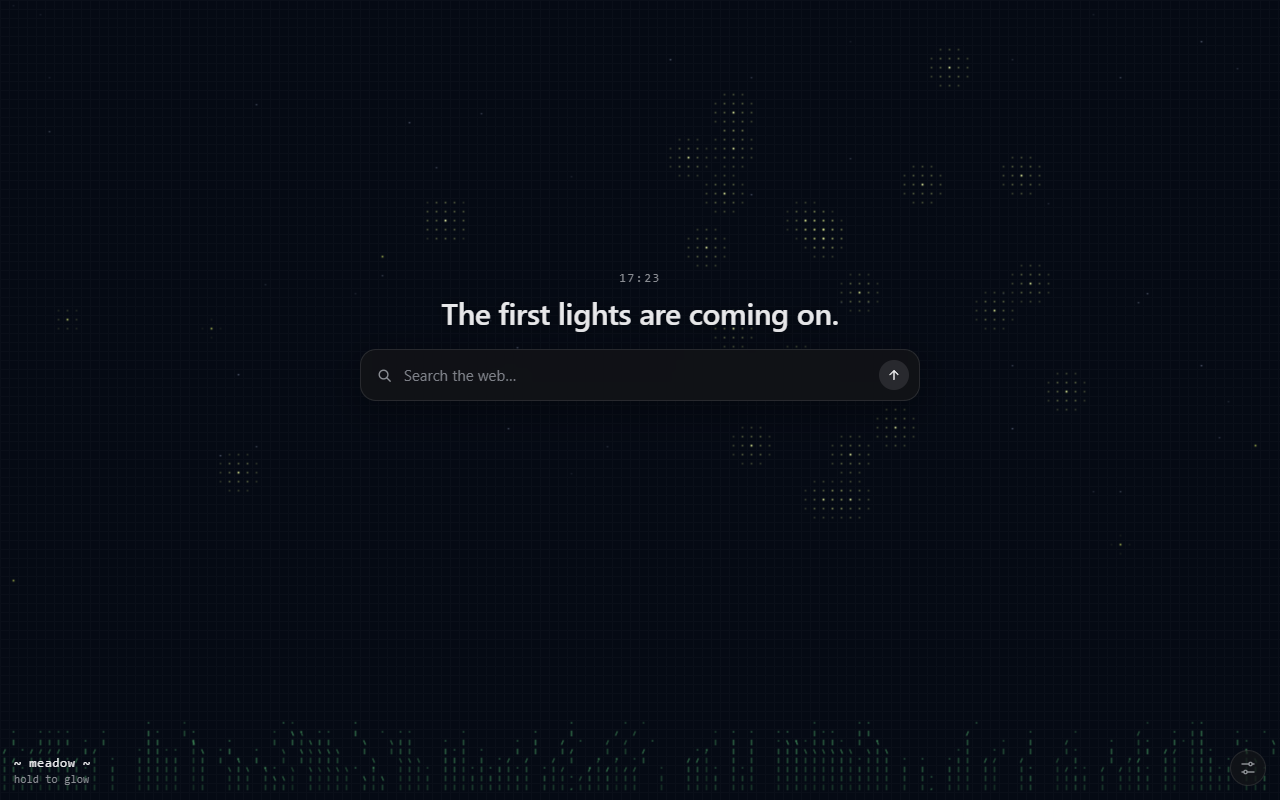 17:23
The first lights are coming on.
Search the web...
~ meadow ~
hold to glow